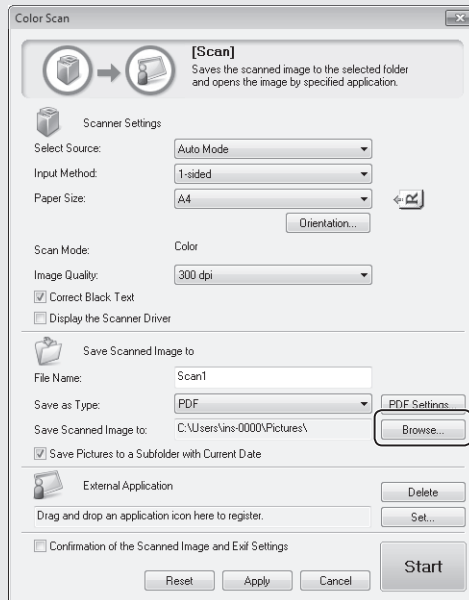 Color Scan
[Scan]
Saves the scanned image to the selected folder
and opens the image by specified application.
Scanner Settings
Select Source: Auto Mode
Input Method: 1-sided
Paper Size: A4
R
Orientation...
Scan Mode: Color
Image Quality: 300 dpi
Correct Black Text
Display the Scanner Driver
Save Scanned Image to
File Name: Scan1
Save as Type: PDF PDF Settings
Save Scanned Image to: C:\Users\ins-0000\Pictures\ Browse...
Save Pictures to a Subfolder with Current Date
External Application Delete
Drag and drop an application icon here to register. Set...
Confirmation of the Scanned Image and Exif Settings
Start
Reset Apply Cancel